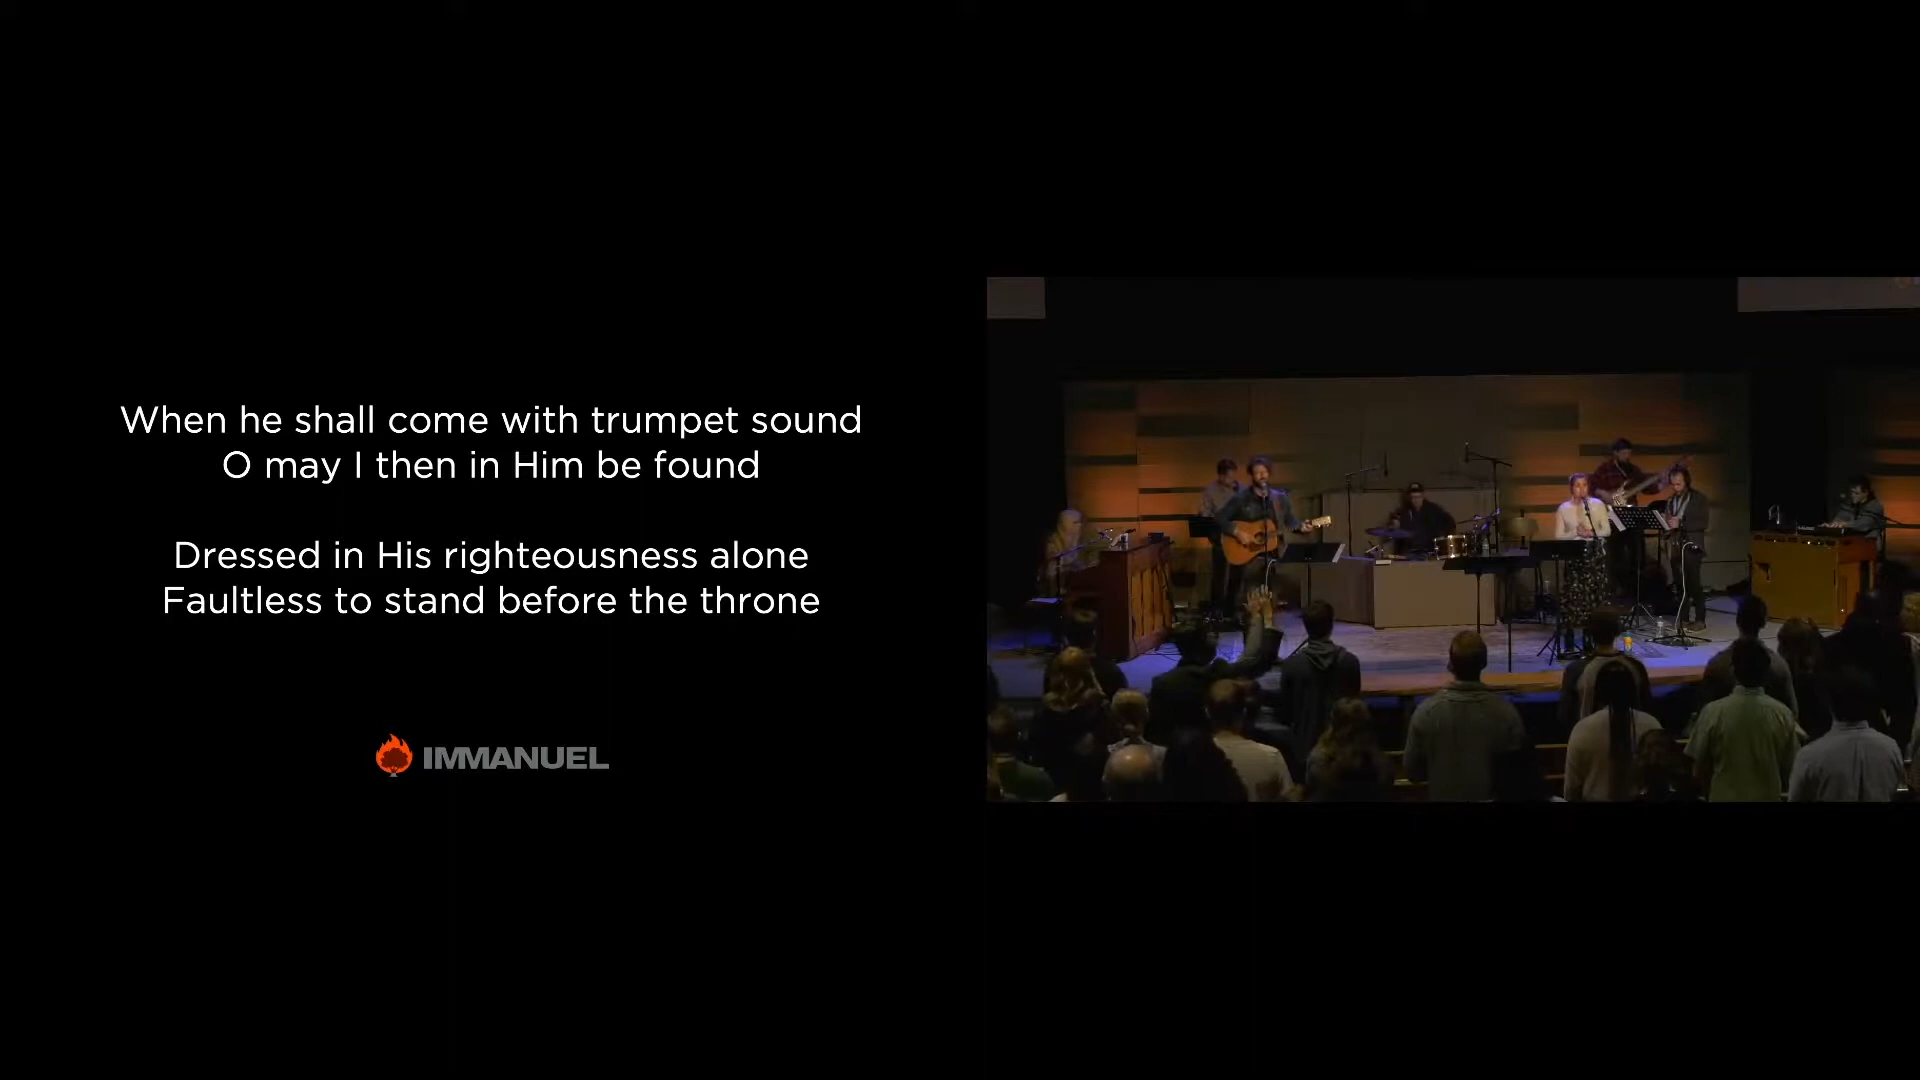 When he shall come with trumpet sound
O may I then in Him be found
Dressed in His righteousness alone
Faultless to stand before the throne
IMMANUEL